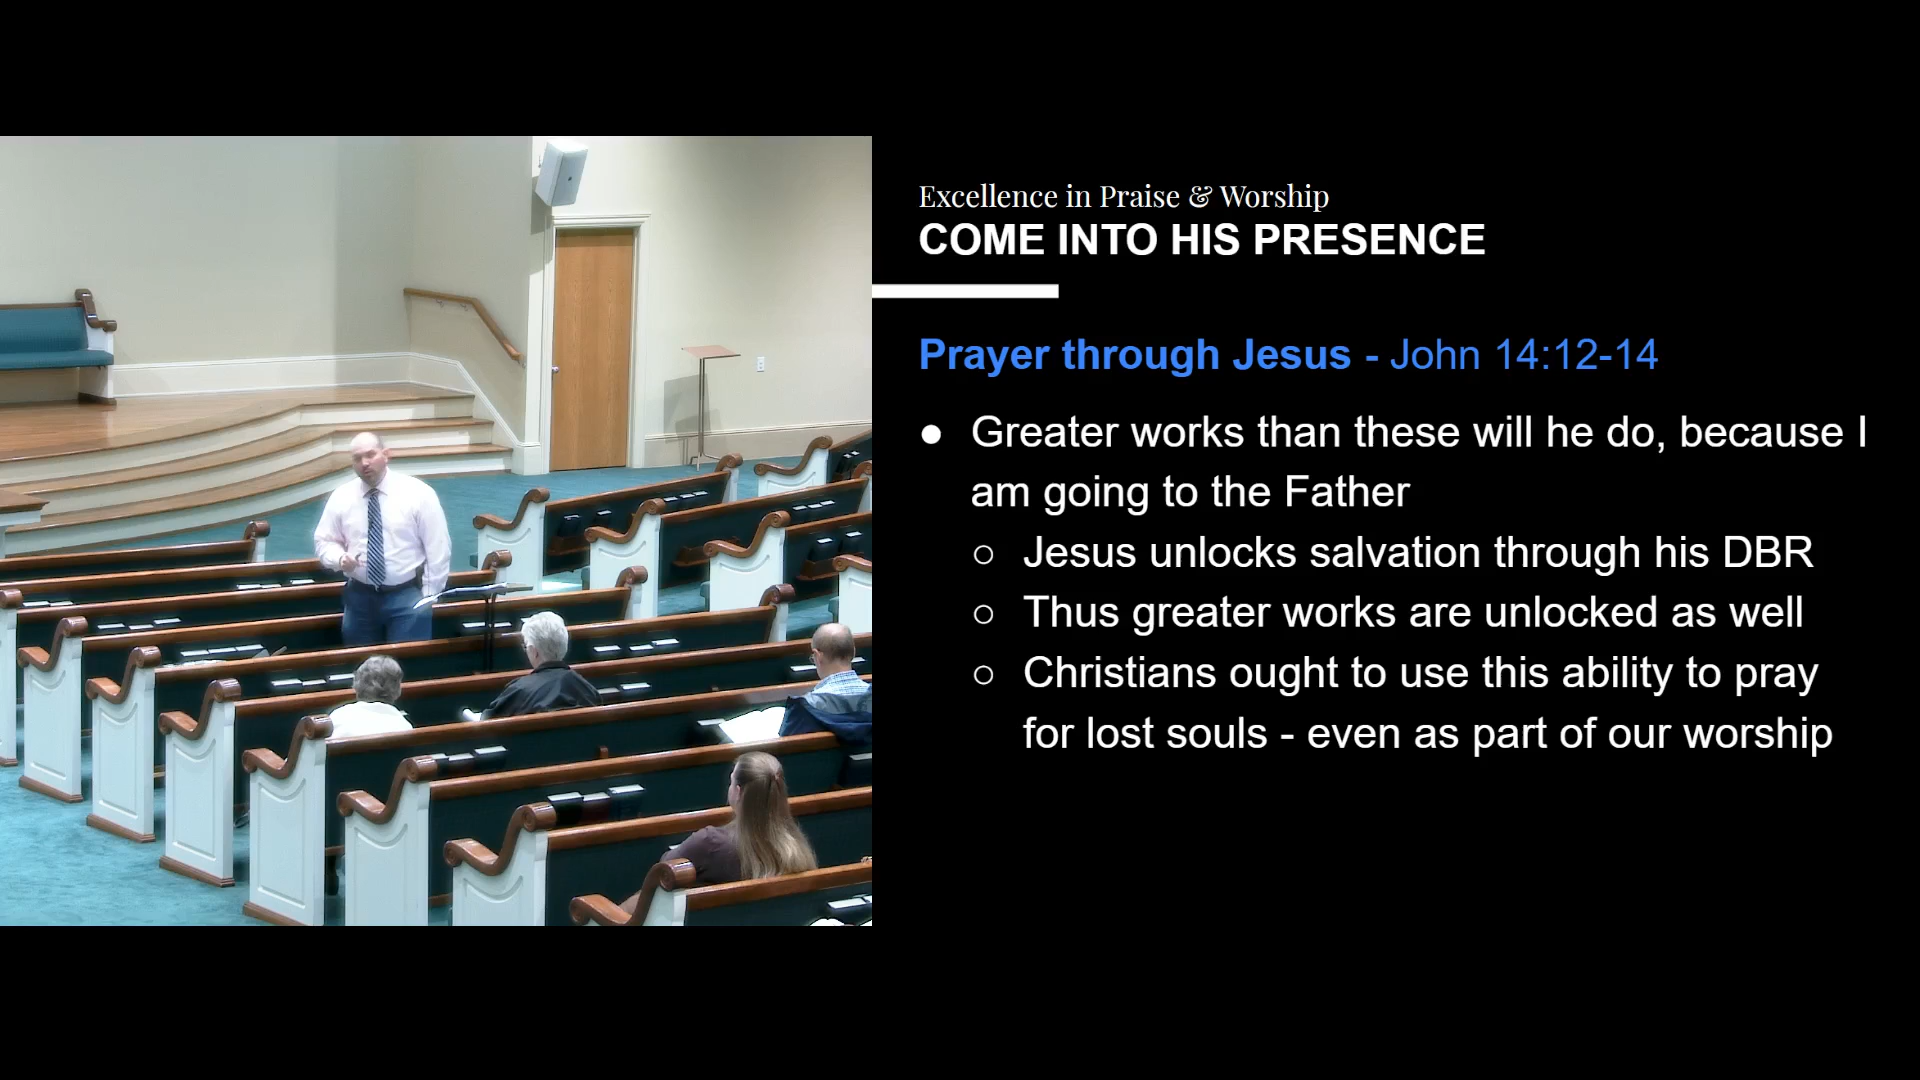 Excellence in Praise & Worship
COME INTO HIS PRESENCE
Prayer through Jesus - John 14:12-14
● Greater works than these will he do, because I
am going to the Father
○ Jesus unlocks salvation through his DBR
○ Thus greater works are unlocked as well
○ Christians ought to use this ability to pray
for lost souls - even as part of our worship